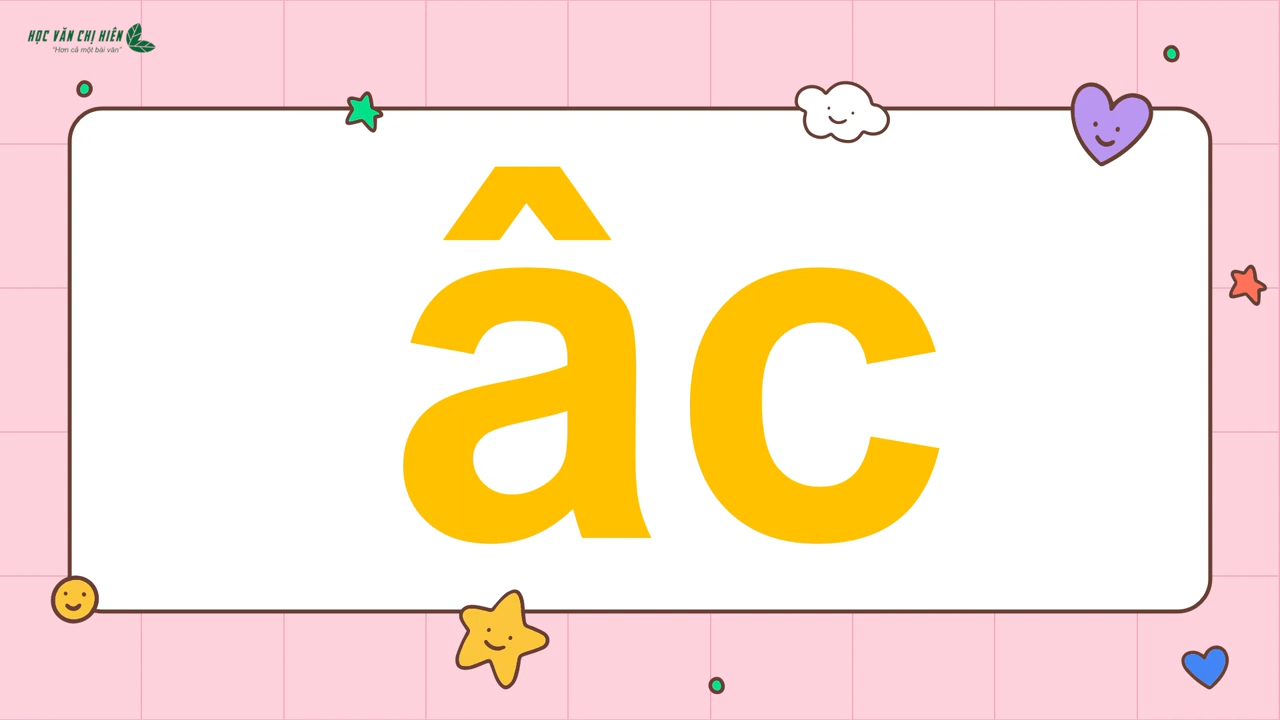 HỌC VĂN CHỊ HIÊN
"Hơn cả một bài văn"
âc